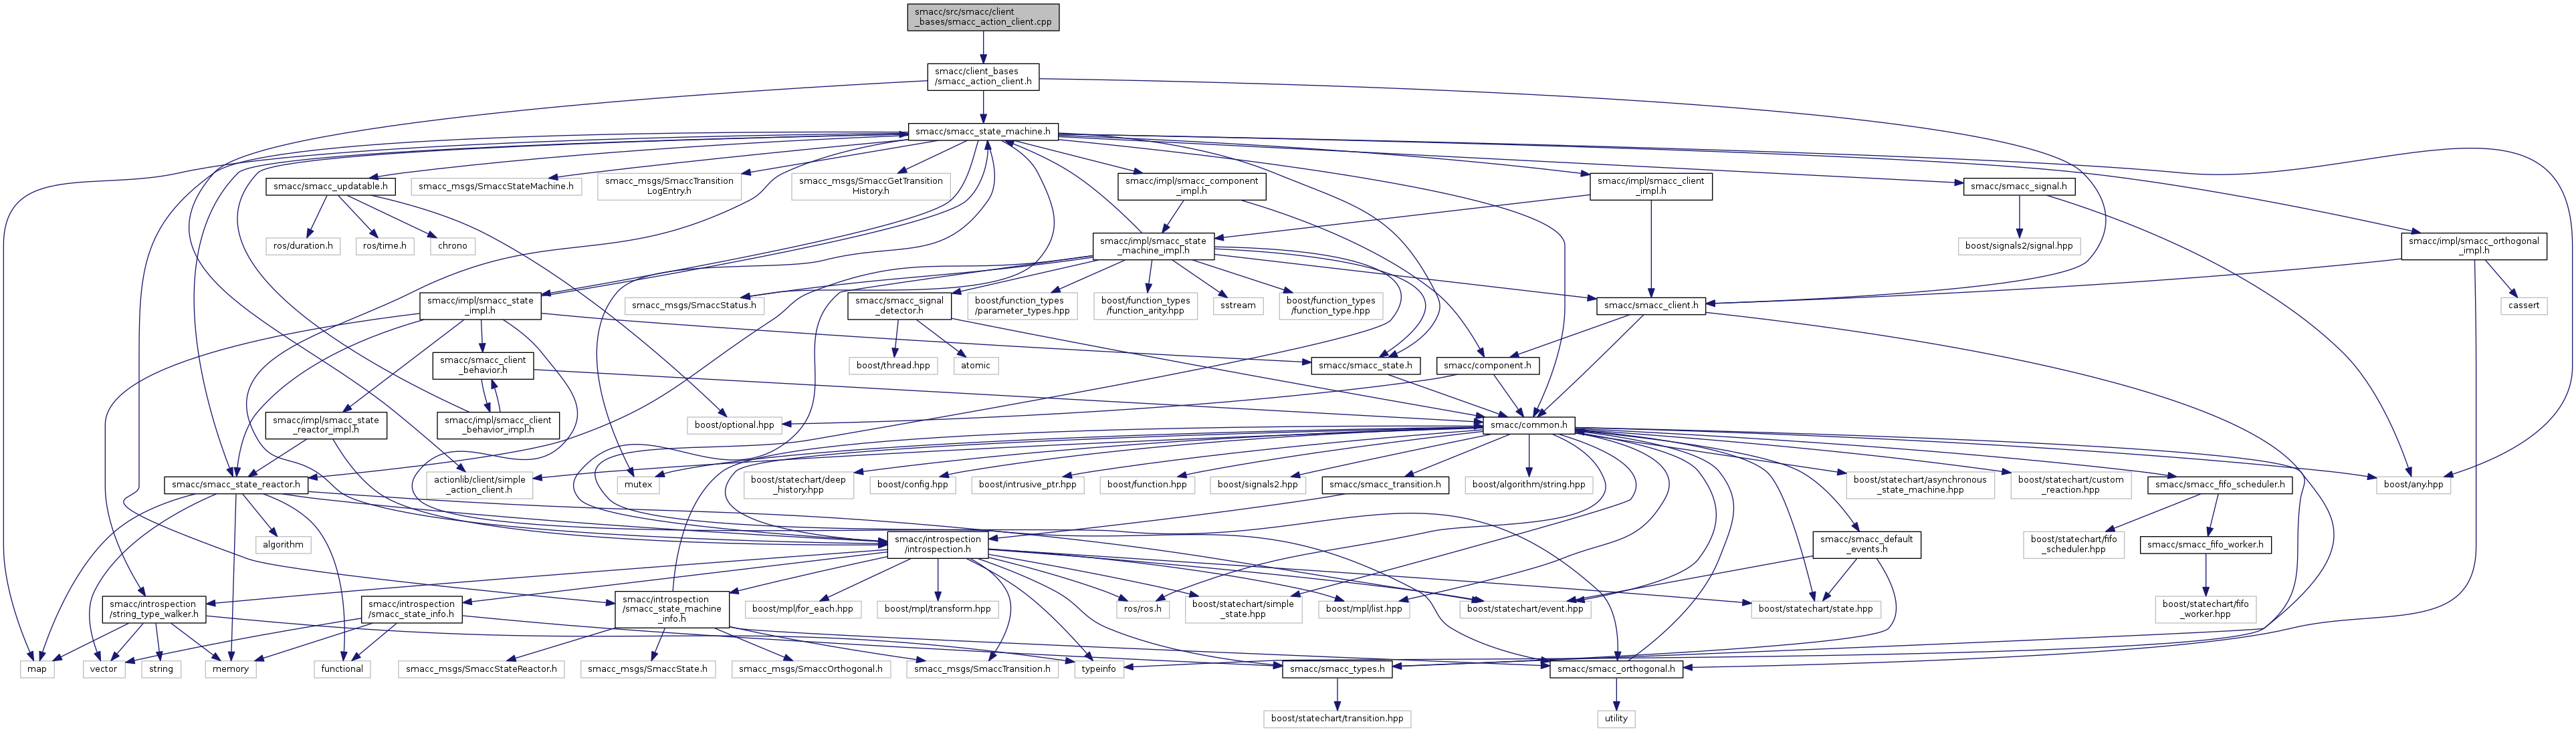 smacc/src/smacc/client
_bases/smacc_action_client.cpp
smacc/client_bases
/smacc_action_client.h
smacc/smacc_state_machine.h
smacc/smacc_updatable.h
smacc_msgs/SmaccStateMachine.h
smacc_msgs/SmaccTransition
LogEntry.h
smacc_msgs/SmaccGetTransition
History.h
smacc/impl/smacc_component
_impl.h
smacc/impl/smacc_client
_impl.h
smacc/smacc_signal.h
ros/duration.h
ros/time.h
chrono
smacc/impl/smacc_state
_machine_impl.h
boost/signals2/signal.hpp
smacc/impl/smacc_orthogonal
_impl.h
smacc/impl/smacc_state
_impl.h
smacc_msgs/SmaccStatus.h
smacc/smacc_signal
_detector.h
boost/function_types
/parameter_types.hpp
boost/function_types
/function_arity.hpp
sstream
boost/function_types
/function_type.hpp
smacc/smacc_client.h
cassert
smacc/smacc_client
_behavior.h
boost/thread.hpp
atomic
smacc/smacc_state.h
smacc/component.h
smacc/impl/smacc_state
_reactor_impl.h
smacc/impl/smacc_client
_behavior_impl.h
boost/optional.hpp
smacc/common.h
smacc/smacc_state_reactor.h
actionlib/client/simple
_action_client.h
mutex
boost/statechart/deep
_history.hpp
boost/config.hpp
boost/intrusive_ptr.hpp
boost/function.hpp
boost/signals2.hpp
smacc/smacc_transition.h
boost/algorithm/string.hpp
boost/statechart/asynchronous
_state_machine.hpp
boost/statechart/custom
_reaction.hpp
smacc/smacc_fifo_scheduler.h
boost/any.hpp
algorithm
smacc/introspection
/introspection.h
smacc/smacc_default
_events.h
boost/statechart/fifo
_scheduler.hpp
smacc/smacc_fifo_worker.h
smacc/introspection
/string_type_walker.h
smacc/introspection
/smacc_state_info.h
smacc/introspection
/smacc_state_machine
_info.h
boost/mpl/for_each.hpp
boost/mpl/transform.hpp
ros/ros.h
boost/statechart/simple
_state.hpp
boost/mpl/list.hpp
boost/statechart/event.hpp
boost/statechart/state.hpp
boost/statechart/fifo
_worker.hpp
map
vector
string
memory
functional
smacc_msgs/SmaccStateReactor.h
smacc_msgs/SmaccState.h
smacc_msgs/SmaccOrthogonal.h
smacc_msgs/SmaccTransition.h
typeinfo
smacc/smacc_types.h
smacc/smacc_orthogonal.h
boost/statechart/transition.hpp
utility